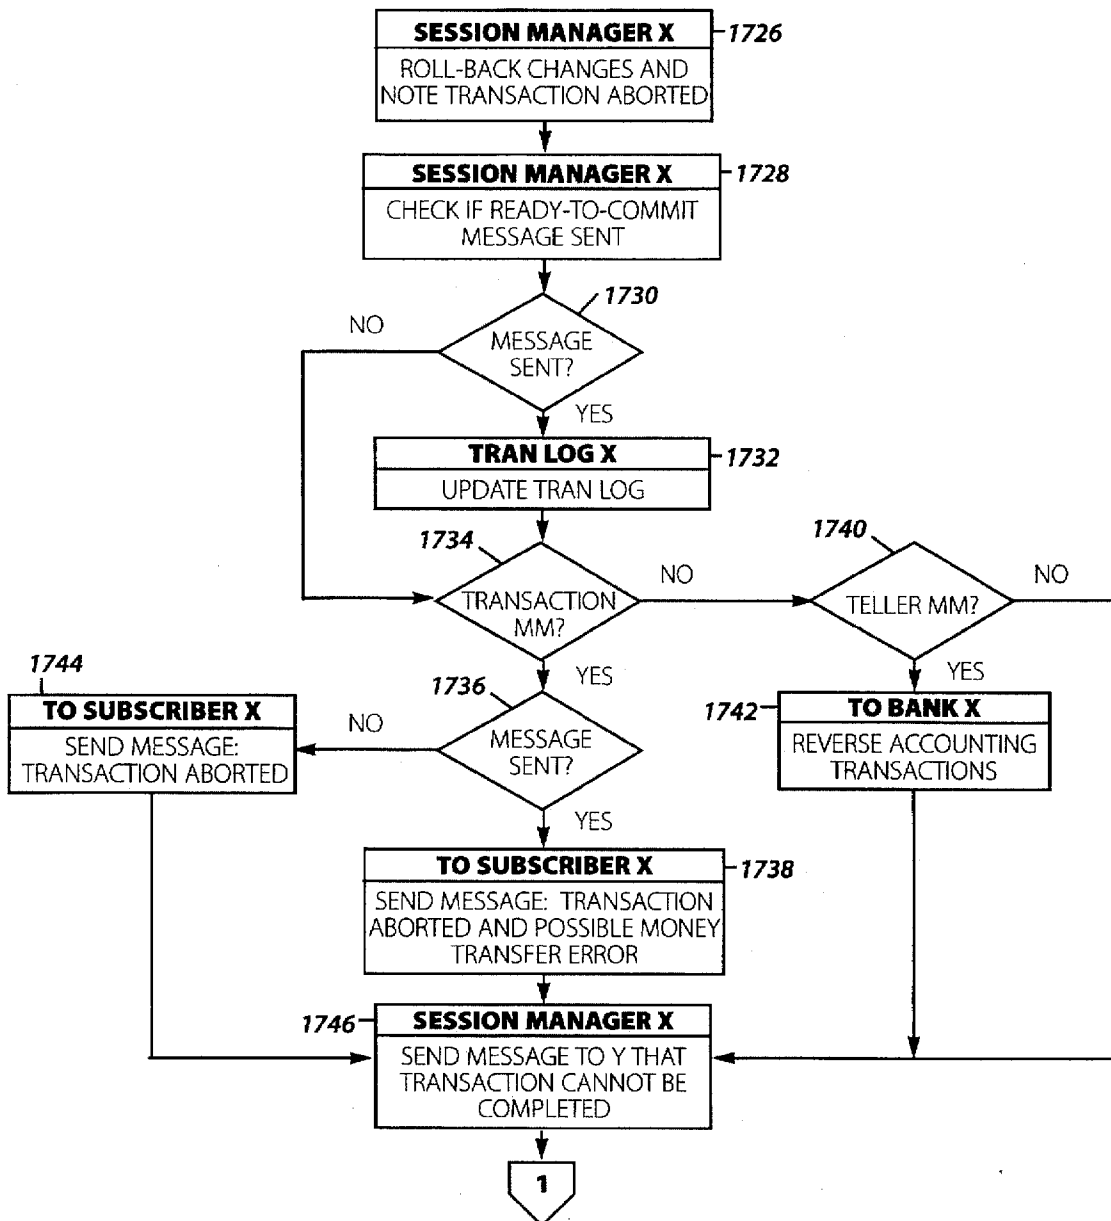 SESSION MANAGER X
1726
ROLL-BACK CHANGES AND
NOTE TRANSACTION ABORTED
SESSION MANAGER X
1728
CHECK IF READY-TO-COMMIT
MESSAGE SENT
1730
NO
MESSAGE
SENT?
YES
TRAN LOG X
1732
UPDATE TRAN LOG
1734
TRANSACTION
MM?
NO
1740
TELLER MM?
NO
YES
1736
YES
1744
TO SUBSCRIBER X
SEND MESSAGE:
TRANSACTION ABORTED
NO
MESSAGE
SENT?
1742
TO BANK X
REVERSE ACCOUNTING
TRANSACTIONS
YES
TO SUBSCRIBER X
1738
SEND MESSAGE: TRANSACTION
ABORTED AND POSSIBLE MONEY
TRANSFER ERROR
1746
SESSION MANAGER X
SEND MESSAGE TO Y THAT
TRANSACTION CANNOT BE
COMPLETED
1